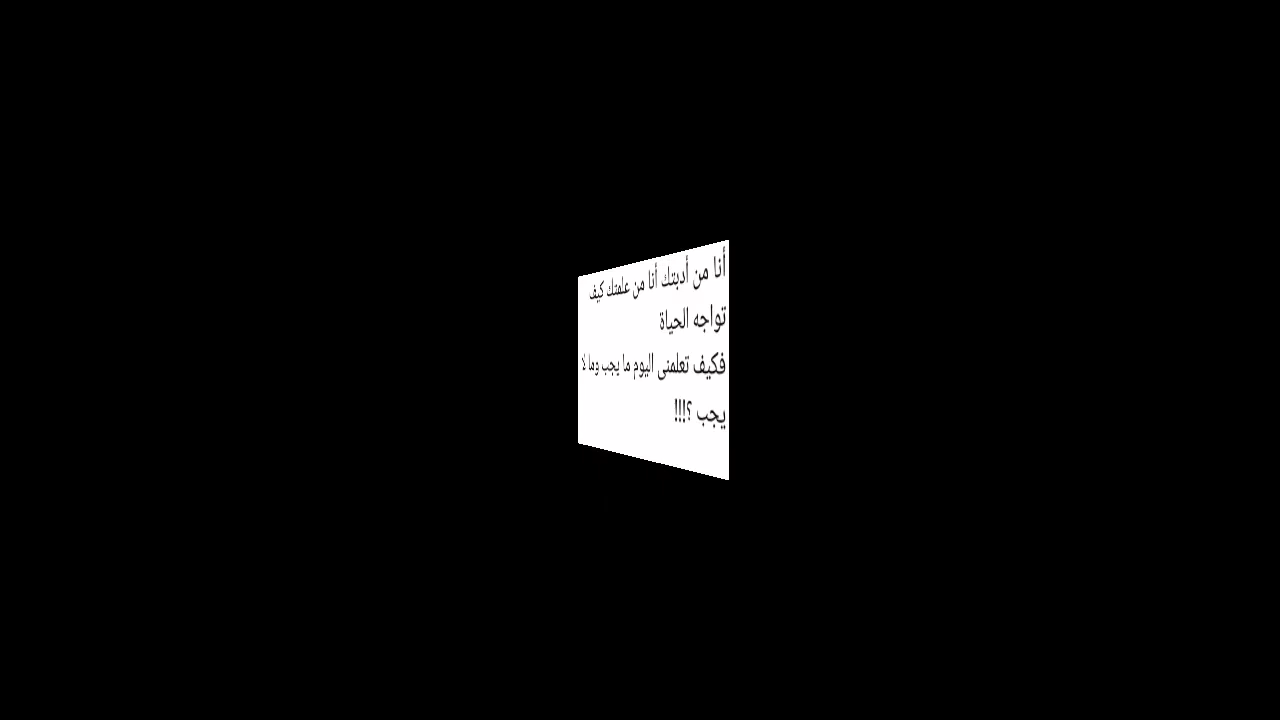 أنا من أدبتك أنا من علمتك كيف
تواجه الحياة
فكيف تعلمنى اليوم ما يجب وما لا
يجب ؟!!!